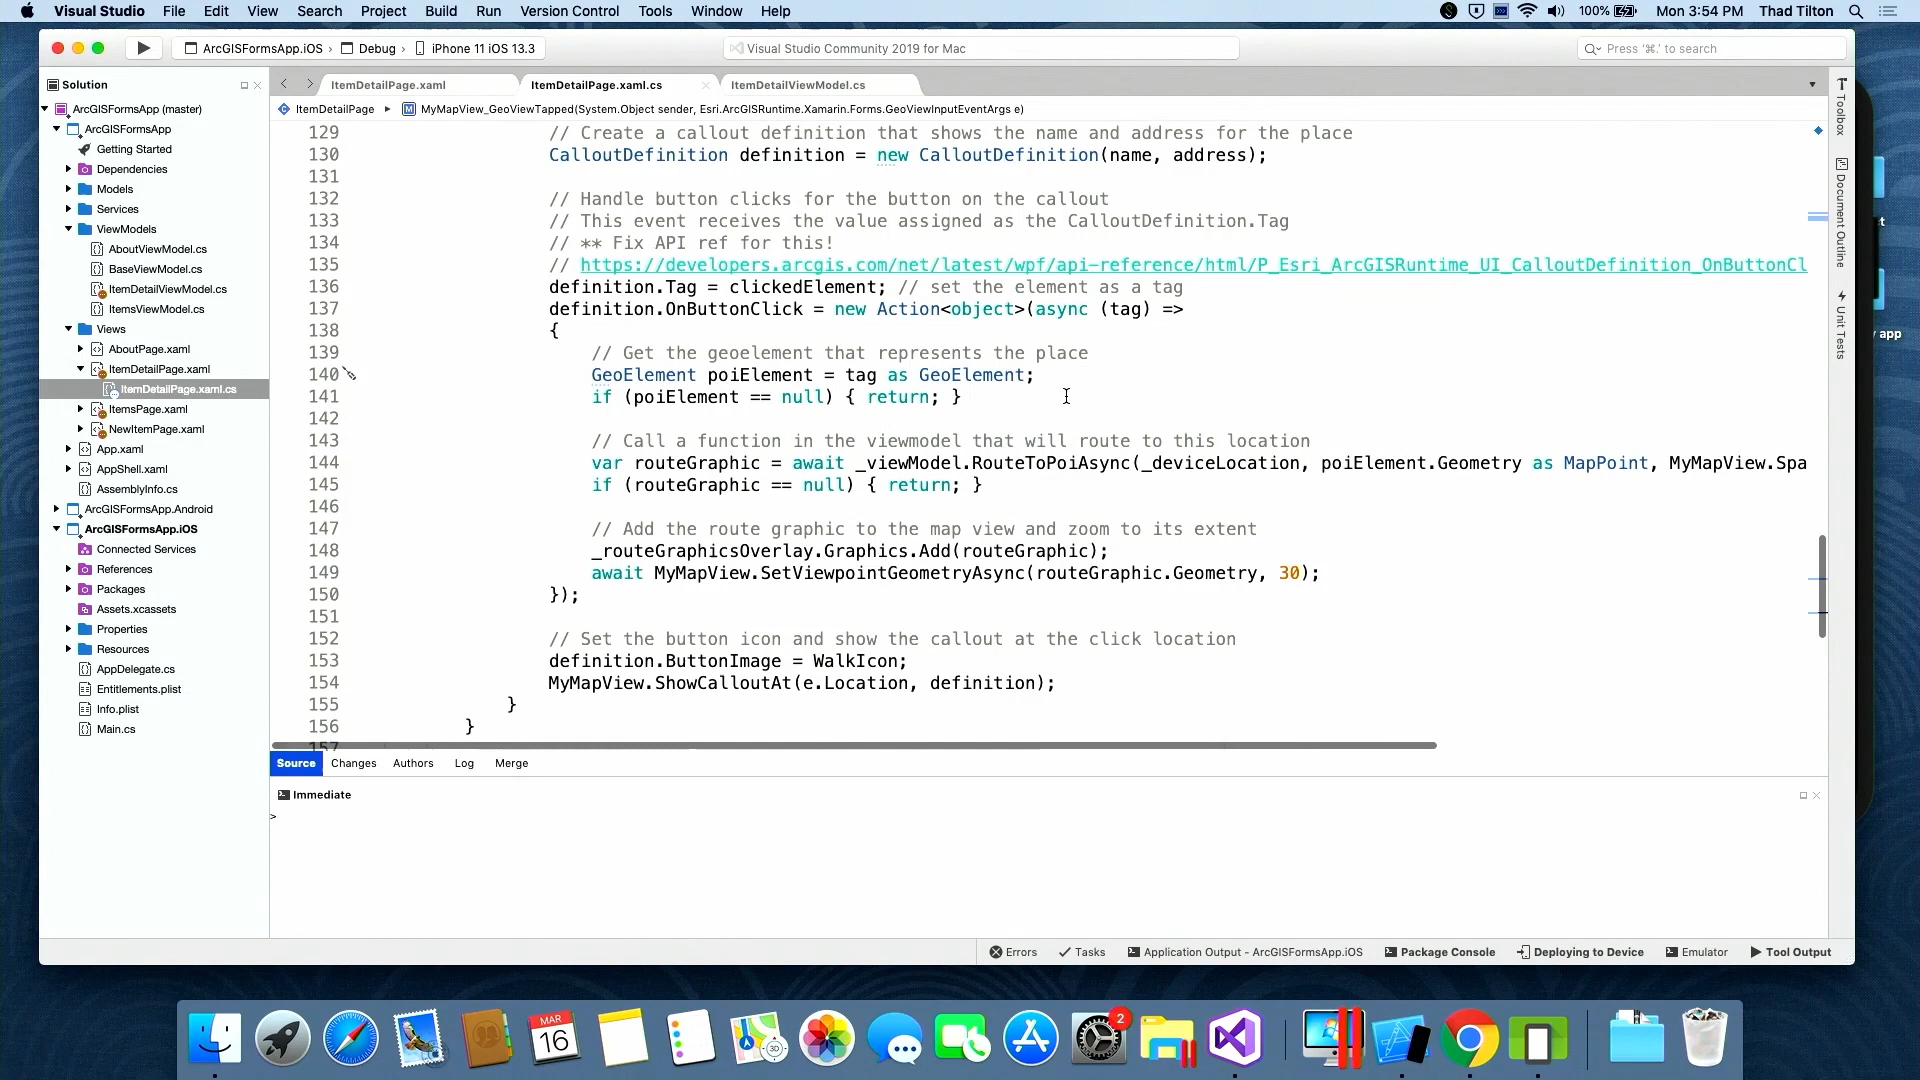 Visual Studio File Edit View Search Project Build Run Version Control Tools Window Help
100% Mon 3:54 PM Thad Tilton
ArcGISFormsApp.iOS › Debug › iPhone 11 iOS 13.3
Visual Studio Community 2019 for Mac
Press '⌘.' to search
Solution
ArcGISFormsApp (master)
ArcGISFormsApp
Getting Started
Dependencies
Models
Services
ViewModels
AboutViewModel.cs
BaseViewModel.cs
ItemDetailViewModel.cs
ItemsViewModel.cs
Views
AboutPage.xaml
ItemDetailPage.xaml
ItemDetailPage.xaml.cs
ItemsPage.xaml
NewItemPage.xaml
App.xaml
AppShell.xaml
AssemblyInfo.cs
ArcGISFormsApp.Android
ArcGISFormsApp.iOS
Connected Services
References
Packages
Assets.xcassets
Properties
Resources
AppDelegate.cs
Entitlements.plist
Info.plist
Main.cs
ItemDetailPage.xaml ItemDetailPage.xaml.cs ItemDetailViewModel.cs
ItemDetailPage MyMapView_GeoViewTapped(System.Object sender, Esri.ArcGISRuntime.Xamarin.Forms.GeoViewInputEventArgs e)
129 // Create a callout definition that shows the name and address for the place
130 CalloutDefinition definition = new CalloutDefinition(name, address);
131
132 // Handle button clicks for the button on the callout
133 // This event receives the value assigned as the CalloutDefinition.Tag
134 // ** Fix API ref for this!
135 // https://developers.arcgis.com/net/latest/wpf/api-reference/html/P_Esri_ArcGISRuntime_UI_CalloutDefinition_OnButtonCl
136 definition.Tag = clickedElement; // set the element as a tag
137 definition.OnButtonClick = new Action<object>(async (tag) =>
138 {
139 // Get the geoelement that represents the place
140 GeoElement poiElement = tag as GeoElement;
141 if (poiElement == null) { return; }
142
143 // Call a function in the viewmodel that will route to this location
144 var routeGraphic = await _viewModel.RouteToPoiAsync(_deviceLocation, poiElement.Geometry as MapPoint, MyMapView.Spa
145 if (routeGraphic == null) { return; }
146
147 // Add the route graphic to the map view and zoom to its extent
148 _routeGraphicsOverlay.Graphics.Add(routeGraphic);
149 await MyMapView.SetViewpointGeometryAsync(routeGraphic.Geometry, 30);
150 });
151
152 // Set the button icon and show the callout at the click location
153 definition.ButtonImage = WalkIcon;
154 MyMapView.ShowCalloutAt(e.Location, definition);
155 }
156 }
157
Source Changes Authors Log Merge
Immediate
>
Toolbox
Document Outline
Unit Tests
t
y app
Errors Tasks Application Output - ArcGISFormsApp.iOS Package Console Deploying to Device Emulator Tool Output
MAR
16
3D
2